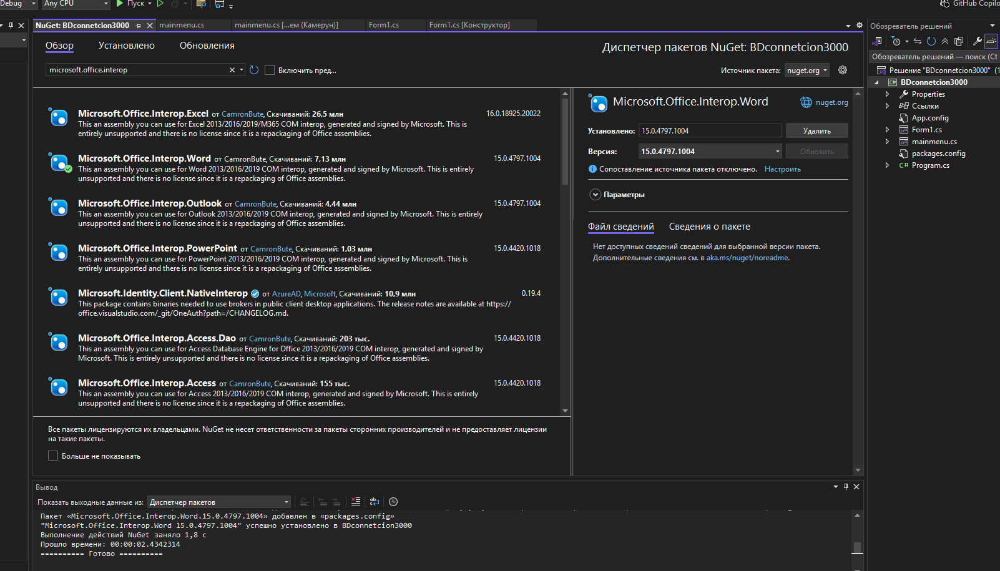 Debug
Any CPU
Пуск
GitHub Copilo
NuGet: BDconnetcion3000
mainmenu.cs
mainmenu.cs [...ем (Камерун)]
Form1.cs
Form1.cs [Конструктор]
Обзор
Установлено
Обновления
Диспетчер пакетов NuGet: BDconnetcion3000
microsoft.office.interop
Включить пред...
Источник пакета:
nuget.org
Microsoft.Office.Interop.Excel от CamronBute, Скачиваний: 26,5 млн
16.0.18925.20022
This an assembly you can use for Excel 2013/2016/2019/M365 COM interop, generated and signed by Microsoft. This is
entirely unsupported and there is no license since it is a repackaging of Office assemblies.
Microsoft.Office.Interop.Word от CamronBute, Скачиваний: 7,13 млн
15.0.4797.1004
This an assembly you can use for Word 2013/2016/2019 COM interop, generated and signed by Microsoft. This is entirely
unsupported and there is no license since it is a repackaging of Office assemblies.
Microsoft.Office.Interop.Outlook от CamronBute, Скачиваний: 4,44 млн
15.0.4797.1004
This an assembly you can use for Outlook 2013/2016/2019 COM interop, generated and signed by Microsoft. This is entirely
unsupported and there is no license since it is a repackaging of Office assemblies.
Microsoft.Office.Interop.PowerPoint от CamronBute, Скачиваний: 1,03 млн
15.0.4420.1018
This an assembly you can use for PowerPoint 2013/2016/2019 COM interop, generated and signed by Microsoft. This is
entirely unsupported and there is no license since it is a repackaging of Office assemblies.
Microsoft.Identity.Client.NativeInterop от AzureAD, Microsoft, Скачиваний: 10,9 млн
0.19.4
This package contains binaries needed to use brokers in public client desktop applications. The release notes are available at https://
office.visualstudio.com/_git/OneAuth?path=/CHANGELOG.md.
Microsoft.Office.Interop.Access.Dao от CamronBute, Скачиваний: 203 тыс.
15.0.4420.1018
This an assembly you can use for Access Database Engine for Office 2013/2016/2019 COM interop, generated and signed by
Microsoft. This is entirely unsupported and there is no license since it is a repackaging of Office assemblies.
Microsoft.Office.Interop.Access от CamronBute, Скачиваний: 155 тыс.
15.0.4420.1018
This an assembly you can use for Access 2013/2016/2019 COM interop, generated and signed by Microsoft. This is entirely
unsupported and there is no license since it is a repackaging of Office assemblies.
Все пакеты лицензируются их владельцами. NuGet не несет ответственности за пакеты сторонних производителей и не предоставляет лицензии
на такие пакеты.
Больше не показывать
Microsoft.Office.Interop.Word
nuget.org
Установлено:
15.0.4797.1004
Удалить
Версия:
15.0.4797.1004
Обновить
Сопоставление источника пакета отключено. Настроить
Параметры
Файл сведений
Сведения о пакете
Нет доступных сведений сведений для выбранной версии пакета.
Дополнительные сведения см. в aka.ms/nuget/noreadme.
Обозреватель решений
Обозреватель решений — поиск (Ct
Решение "BDconnetcion3000" (1
BDconnetcion3000
Properties
Ссылки
App.config
Form1.cs
mainmenu.cs
packages.config
Program.cs
Вывод
Показать выходные данные из:
Диспетчер пакетов
Пакет «Microsoft.Office.Interop.Word.15.0.4797.1004» добавлен в «packages.config»
"Microsoft.Office.Interop.Word 15.0.4797.1004" успешно установлено в BDconnetcion3000
Выполнение действий NuGet заняло 1,8 с
Прошло времени: 00:00:02.4342314
========== Готово ==========